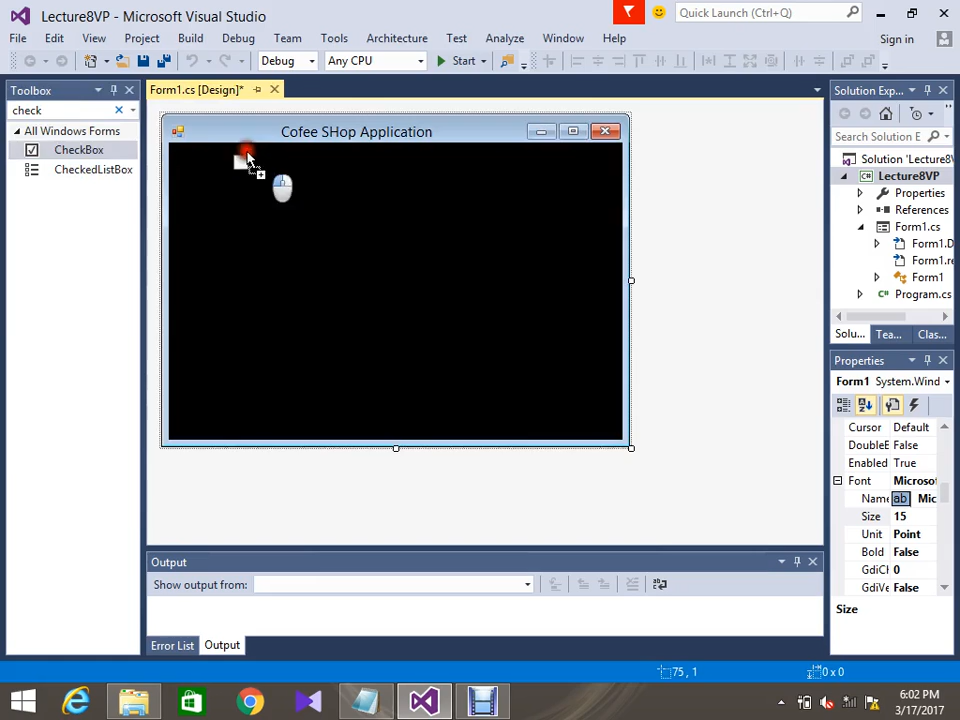 Lecture8VP - Microsoft Visual Studio
Quick Launch (Ctrl+Q)
File Edit View Project Build Debug Team Tools Architecture Test Analyze Window Help
Sign in
Debug Any CPU Start
Toolbox
check
All Windows Forms
CheckBox
CheckedListBox
Form1.cs [Design]*
Cofee SHop Application
Solution Exp...
Search Solution E
Solution 'Lecture8V
Lecture8VP
Properties
References
Form1.cs
Form1.D
Form1.re
Form1
Program.cs
Solu... Tea... Clas...
Properties
Form1 System.Wind
Cursor Default
DoubleE False
Enabled True
Font Microsof
Name ab Mic
Size 15
Unit Point
Bold False
GdiCl 0
GdiVe False
Size
Output
Show output from:
Error List Output
75 , 1
0 x 0
6:02 PM
3/17/2017